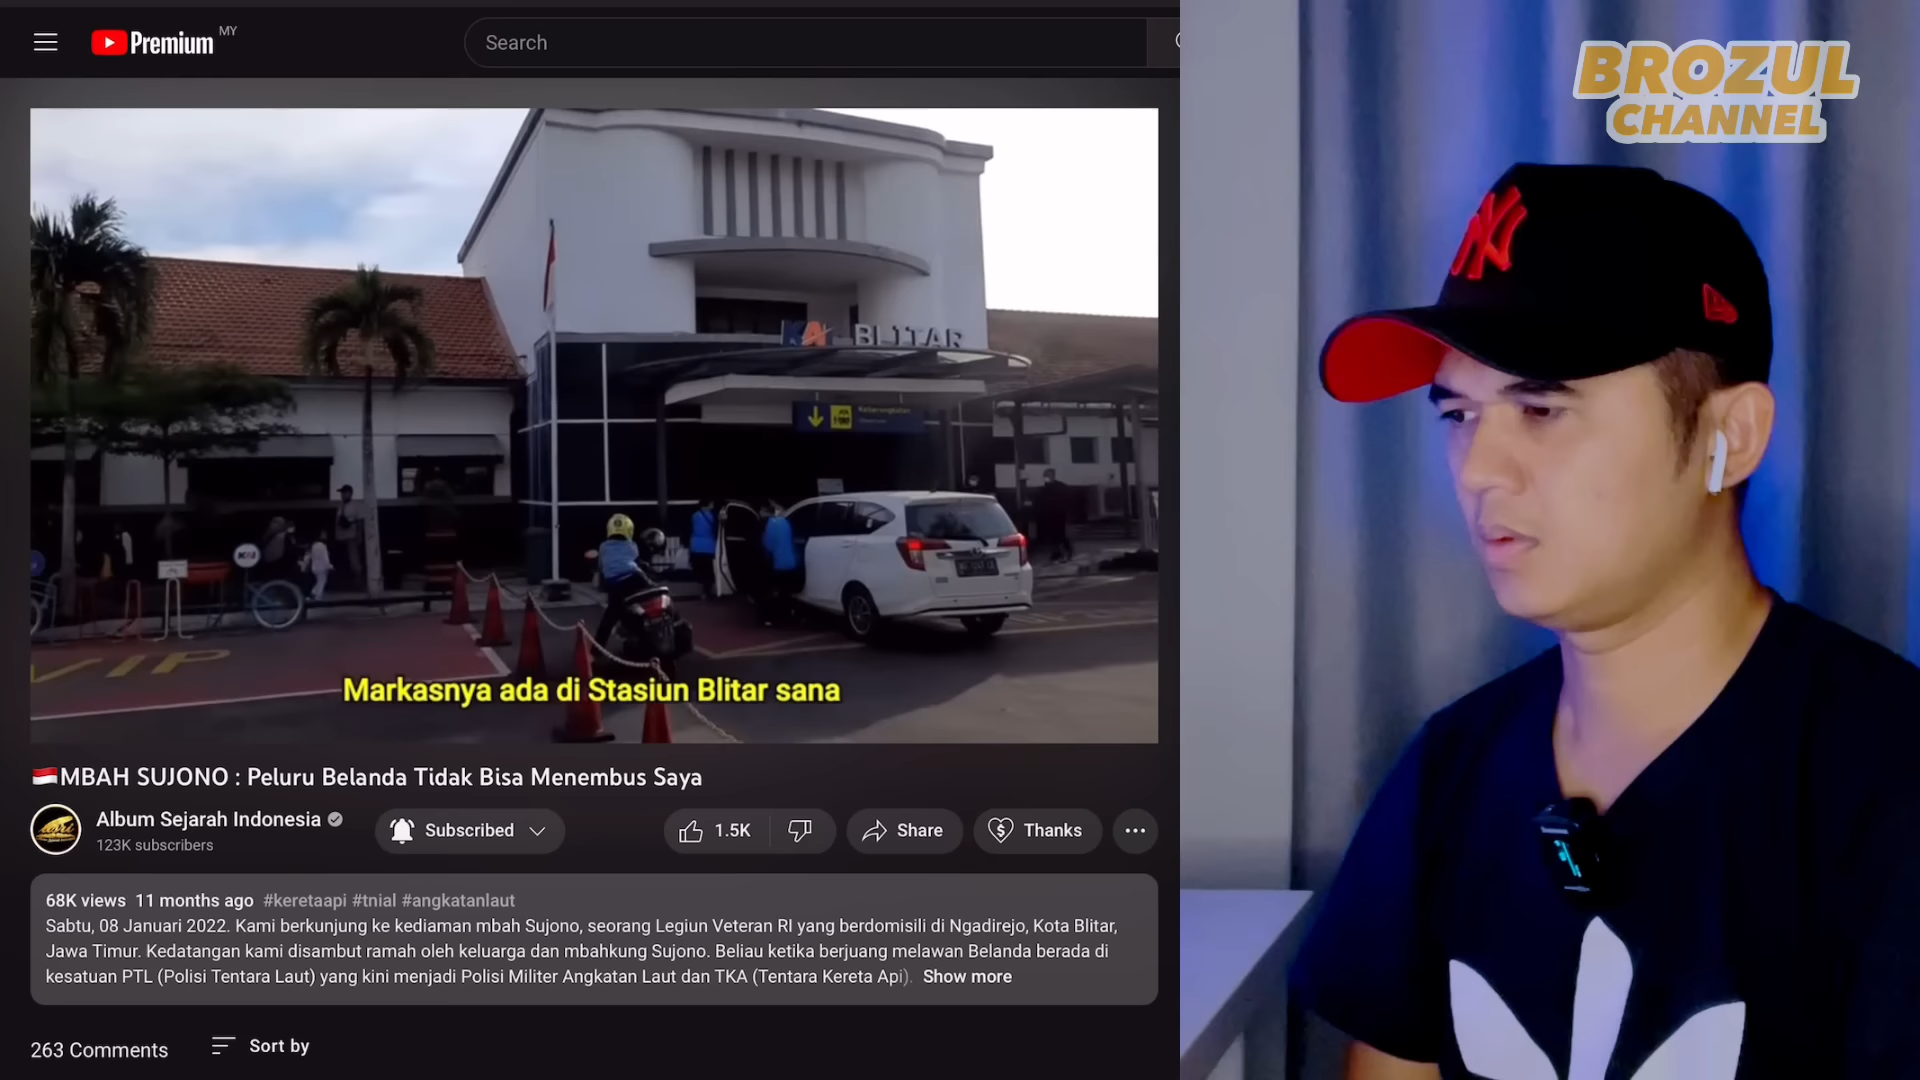 Premium MY
Search
BROZUL
CHANNEL
BLITAR
Keberangkatan
VIP
Markasnya ada di Stasiun Blitar sana
MBAH SUJONO : Peluru Belanda Tidak Bisa Menembus Saya
Album Sejarah Indonesia
123K subscribers
Subscribed
1.5K
Share
Thanks
68K views 11 months ago #keretaapi #tnial #angkatanlaut
Sabtu, 08 Januari 2022. Kami berkunjung ke kediaman mbah Sujono, seorang Legiun Veteran RI yang berdomisili di Ngadirejo, Kota Blitar,
Jawa Timur. Kedatangan kami disambut ramah oleh keluarga dan mbahkung Sujono. Beliau ketika berjuang melawan Belanda berada di
kesatuan PTL (Polisi Tentara Laut) yang kini menjadi Polisi Militer Angkatan Laut dan TKA (Tentara Kereta Api). Show more
263 Comments
Sort by
NY